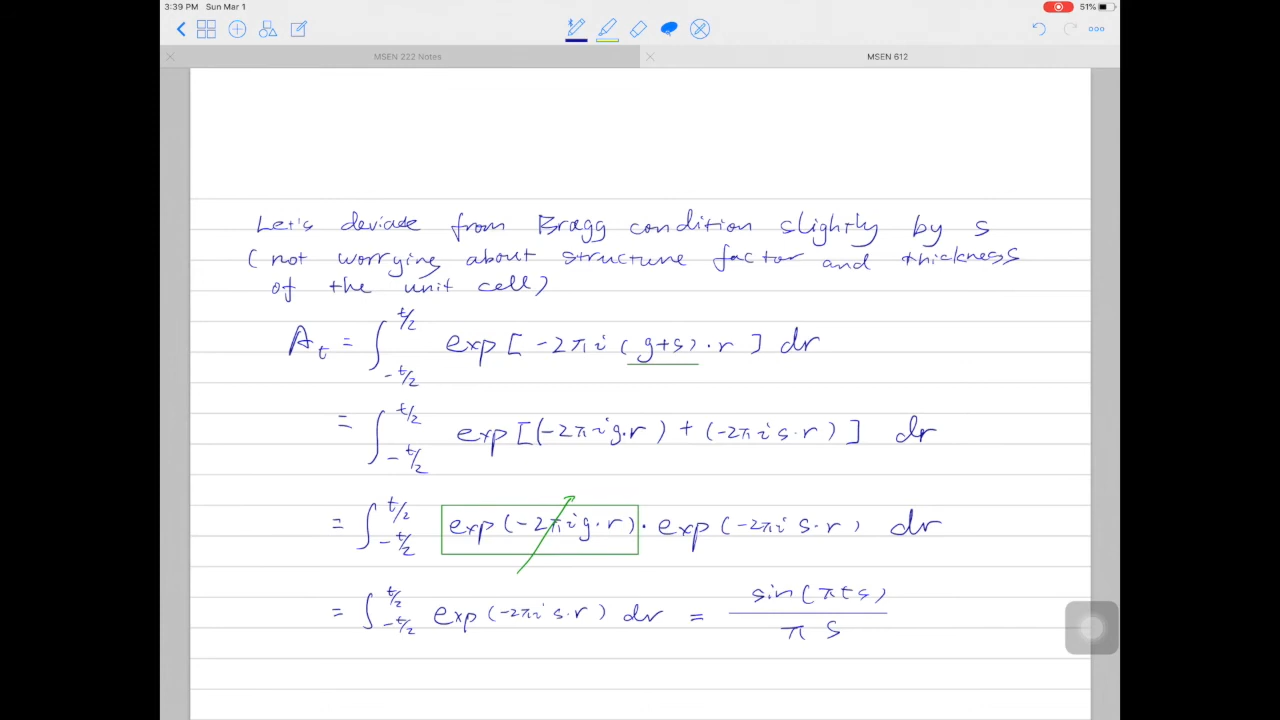 3:39 PM Sun Mar 1
51%
MSEN 222 Notes
MSEN 612
Let's deviate from Bragg condition slightly by s
(not worrying about structure factor and thickness
of the unit cell)
A_t = ∫_{-t/2}^{t/2} exp[-2πi(g+s)·r] dr
= ∫_{-t/2}^{t/2} exp[(-2πig·r) + (-2πis·r)] dr
= ∫_{-t/2}^{t/2} exp(-2πig·r)·exp(-2πis·r) dr
= ∫_{-t/2}^{t/2} exp(-2πis·r) dr = sin(πts) / πs